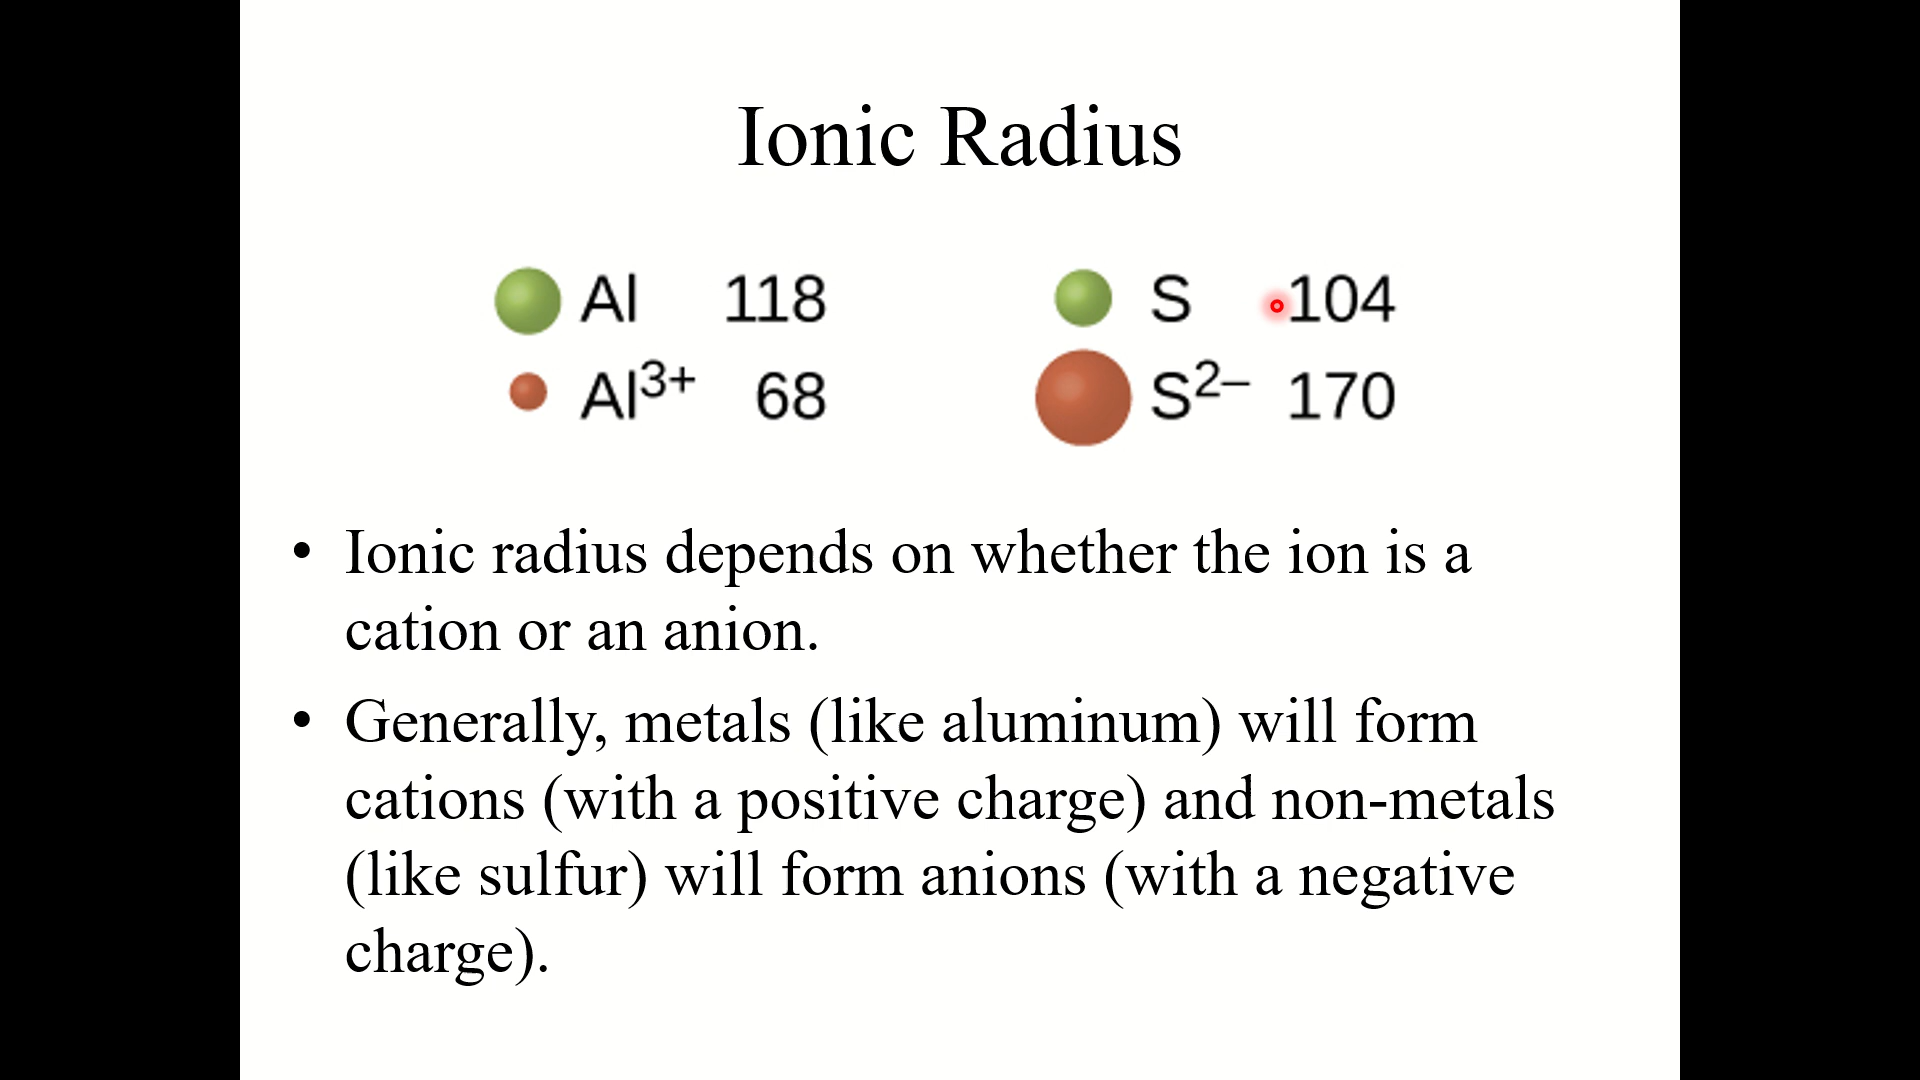 Ionic Radius
Al 118 S 104
Al³⁺ 68 S²⁻ 170
• Ionic radius depends on whether the ion is a
cation or an anion.
• Generally, metals (like aluminum) will form
cations (with a positive charge) and non-metals
(like sulfur) will form anions (with a negative
charge).